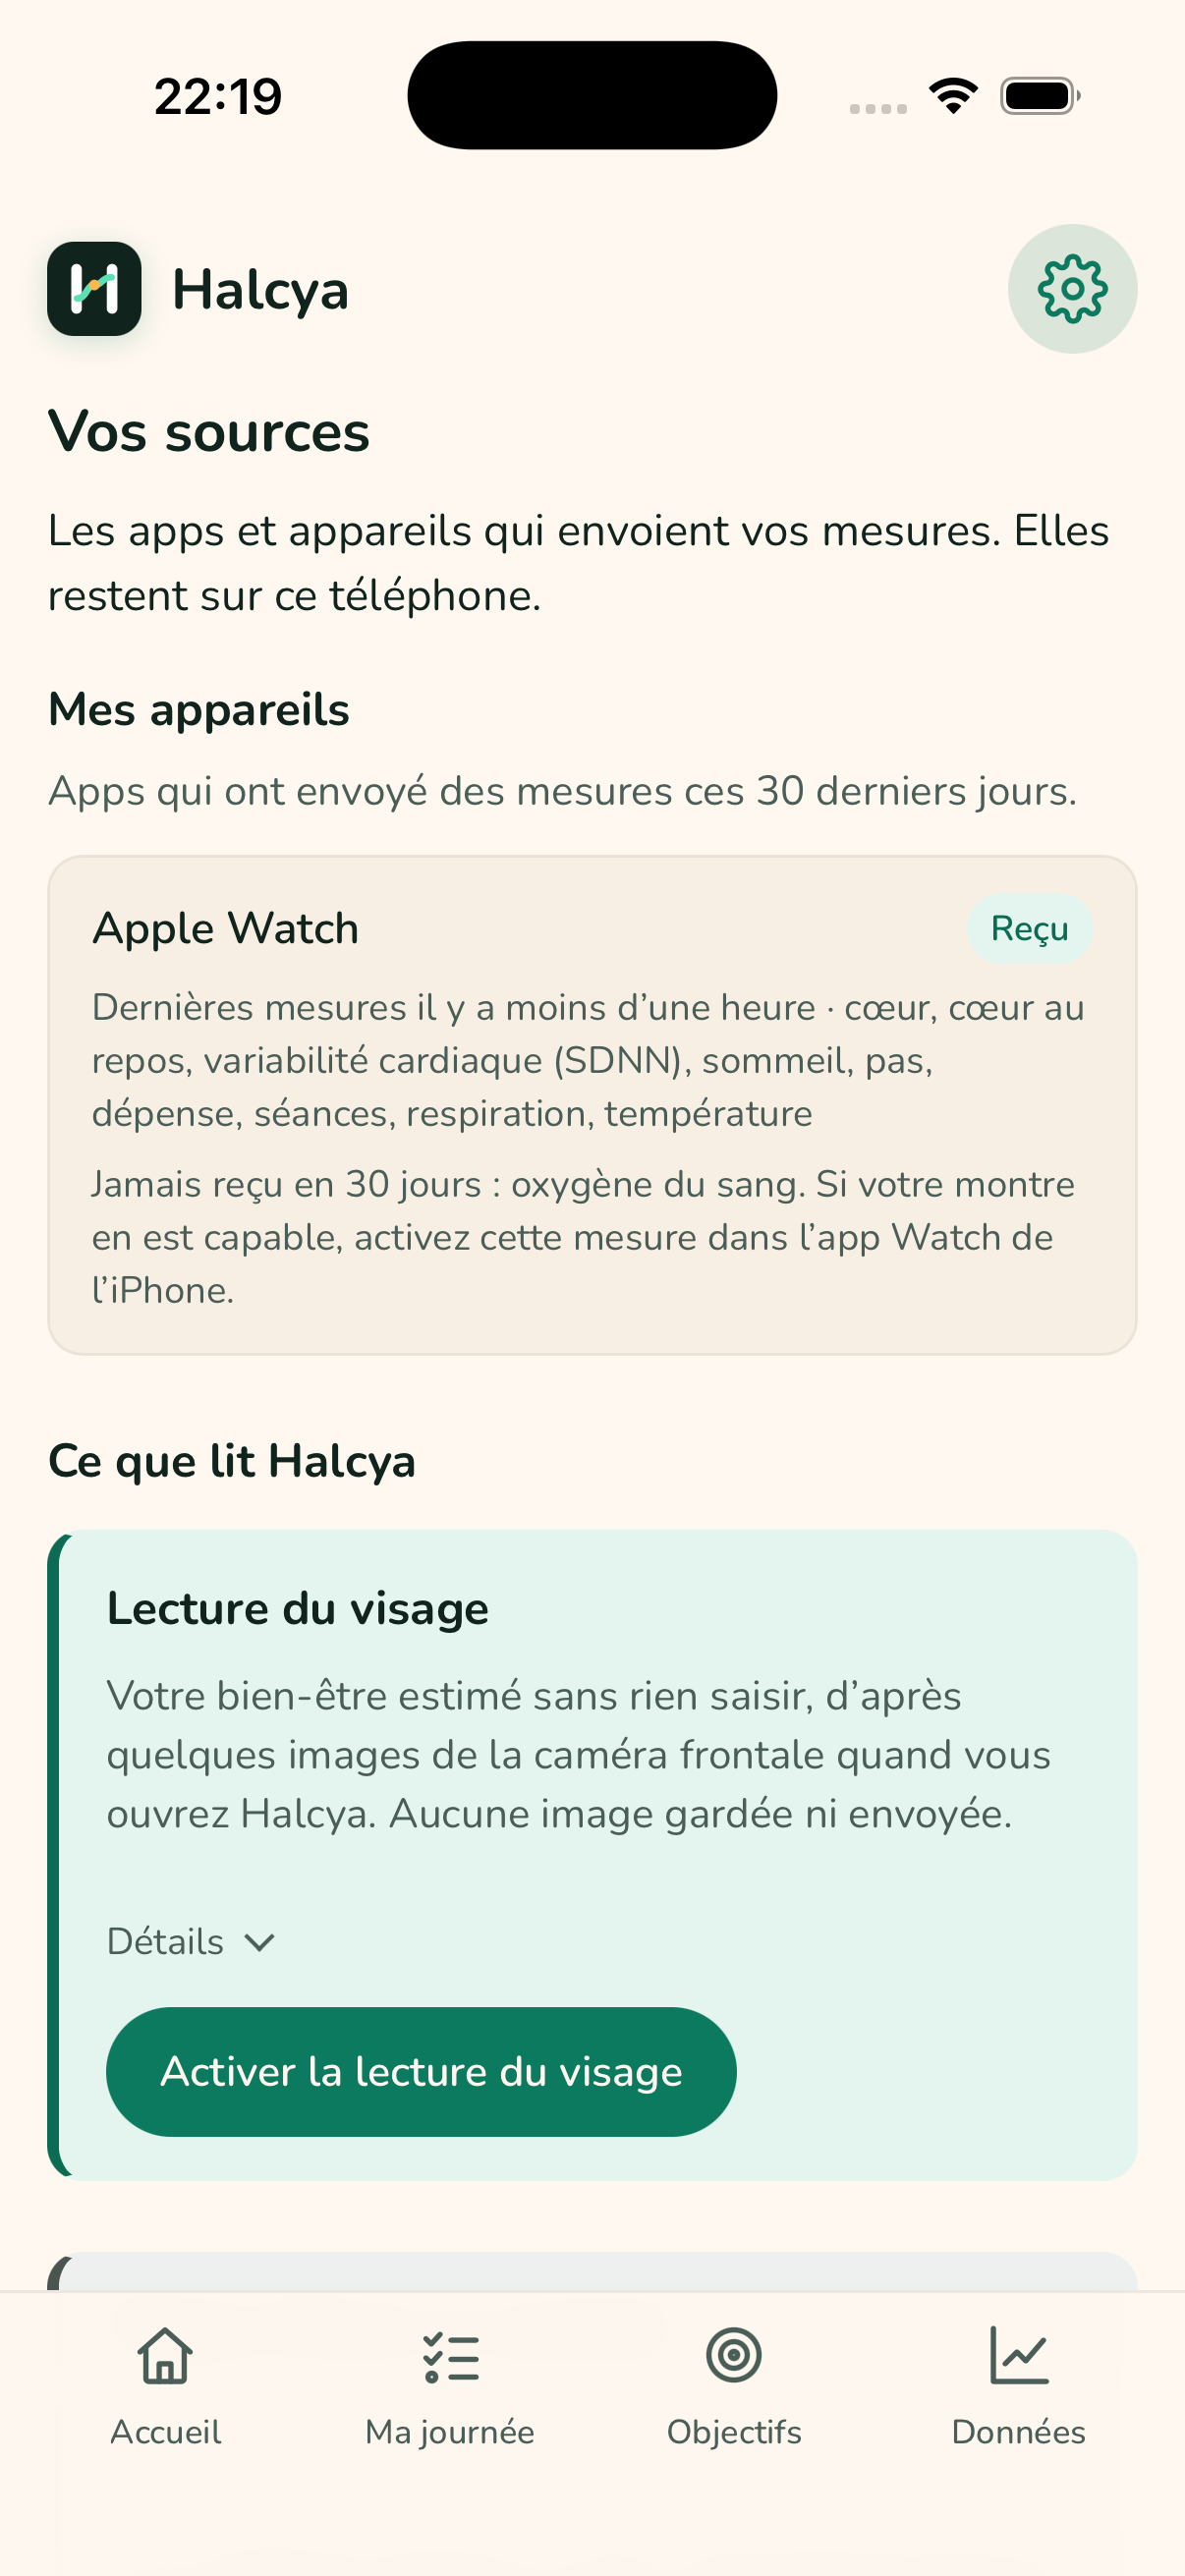 22:19
Halcya
Vos sources
Les apps et appareils qui envoient vos mesures. Elles
restent sur ce téléphone.
Mes appareils
Apps qui ont envoyé des mesures ces 30 derniers jours.
Apple Watch
Reçu
Dernières mesures il y a moins d’une heure · cœur, cœur au
repos, variabilité cardiaque (SDNN), sommeil, pas,
dépense, séances, respiration, température
Jamais reçu en 30 jours : oxygène du sang. Si votre montre
en est capable, activez cette mesure dans l’app Watch de
l’iPhone.
Ce que lit Halcya
Lecture du visage
Votre bien-être estimé sans rien saisir, d’après
quelques images de la caméra frontale quand vous
ouvrez Halcya. Aucune image gardée ni envoyée.
Détails
Activer la lecture du visage
Accueil
Ma journée
Objectifs
Données